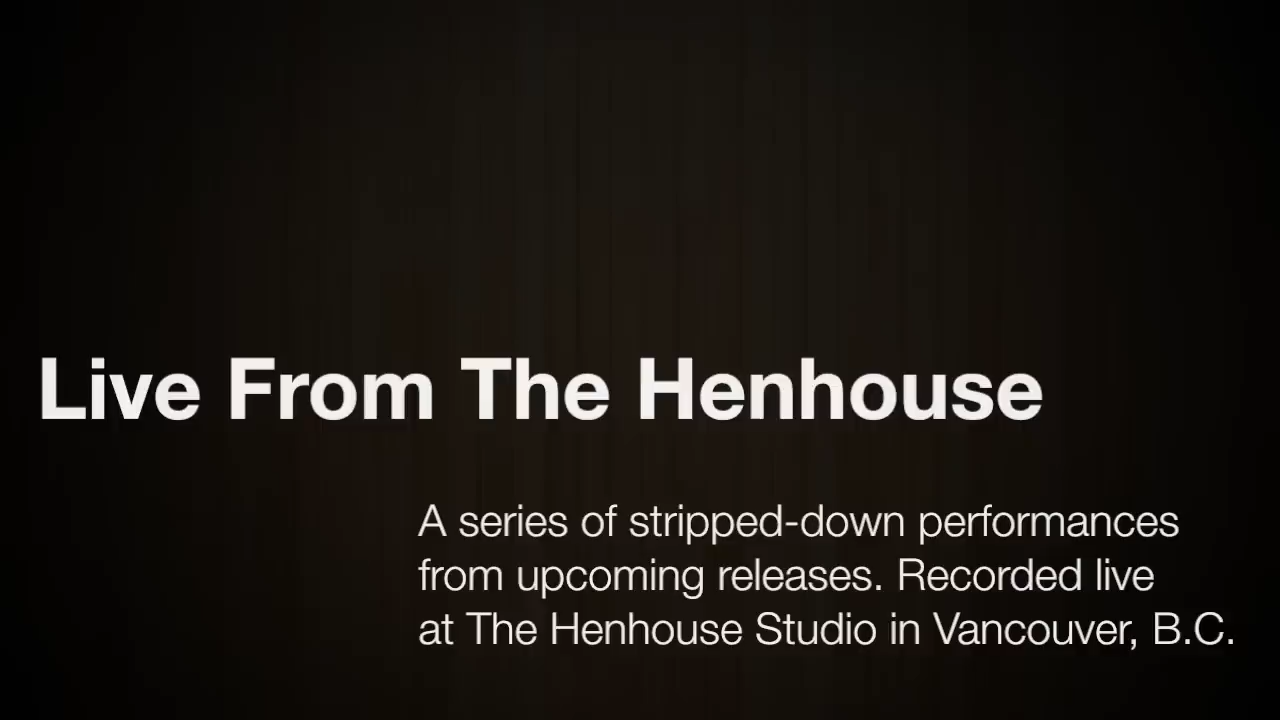 Live From The Henhouse
A series of stripped-down performances
from upcoming releases. Recorded live
at The Henhouse Studio in Vancouver, B.C.